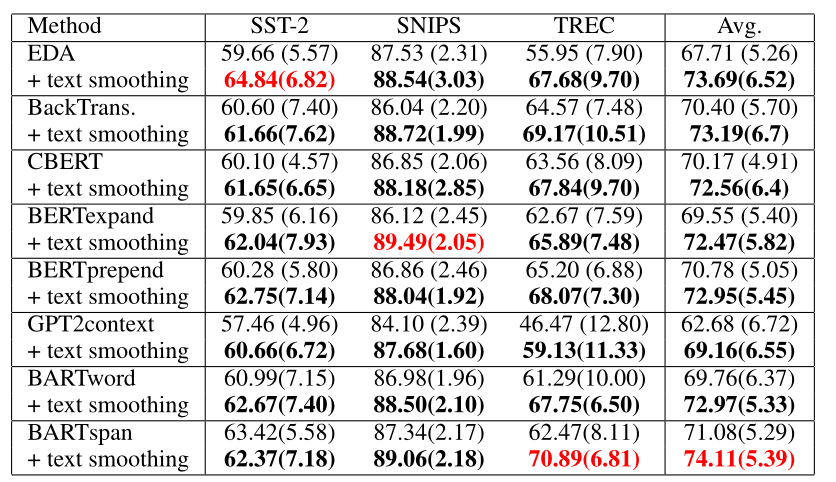 Method SST-2 SNIPS TREC Avg.
EDA 59.66 (5.57) 87.53 (2.31) 55.95 (7.90) 67.71 (5.26)
+ text smoothing 64.84(6.82) 88.54(3.03) 67.68(9.70) 73.69(6.52)
BackTrans. 60.60 (7.40) 86.04 (2.20) 64.57 (7.48) 70.40 (5.70)
+ text smoothing 61.66(7.62) 88.72(1.99) 69.17(10.51) 73.19(6.7)
CBERT 60.10 (4.57) 86.85 (2.06) 63.56 (8.09) 70.17 (4.91)
+ text smoothing 61.65(6.65) 88.18(2.85) 67.84(9.70) 72.56(6.4)
BERTexpand 59.85 (6.16) 86.12 (2.45) 62.67 (7.59) 69.55 (5.40)
+ text smoothing 62.04(7.93) 89.49(2.05) 65.89(7.48) 72.47(5.82)
BERTprepend 60.28 (5.80) 86.86 (2.46) 65.20 (6.88) 70.78 (5.05)
+ text smoothing 62.75(7.14) 88.04(1.92) 68.07(7.30) 72.95(5.45)
GPT2context 57.46 (4.96) 84.10 (2.39) 46.47 (12.80) 62.68 (6.72)
+ text smoothing 60.66(6.72) 87.68(1.60) 59.13(11.33) 69.16(6.55)
BARTword 60.99(7.15) 86.98(1.96) 61.29(10.00) 69.76(6.37)
+ text smoothing 62.67(7.40) 88.50(2.10) 67.75(6.50) 72.97(5.33)
BARTspan 63.42(5.58) 87.34(2.17) 62.47(8.11) 71.08(5.29)
+ text smoothing 62.37(7.18) 89.06(2.18) 70.89(6.81) 74.11(5.39)